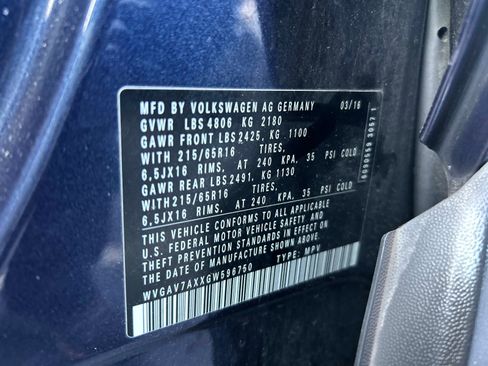 MFD BY VOLKSWAGEN AG GERMANY 03/16
GVWR LBS 4806 KG 2180
GAWR FRONT LBS 2425, KG 1100
WITH 215/65R16 TIRES,
6,5JX16 RIMS, AT 240 KPA, 35 PSI COLD
GAWR REAR LBS 2491, KG 1130
WITH 215/65R16 TIRES,
6,5JX16 RIMS, AT 240 KPA, 35 PSI COLD
THIS VEHICLE CONFORMS TO ALL APPLICABLE
U.S. FEDERAL MOTOR VEHICLE SAFETY AND
THEFT PREVENTION STANDARDS IN EFFECT ON
THE DATE OF MANUFACTURE SHOWN ABOVE
WVGAV7AXXGW596750 TYPE: MPV